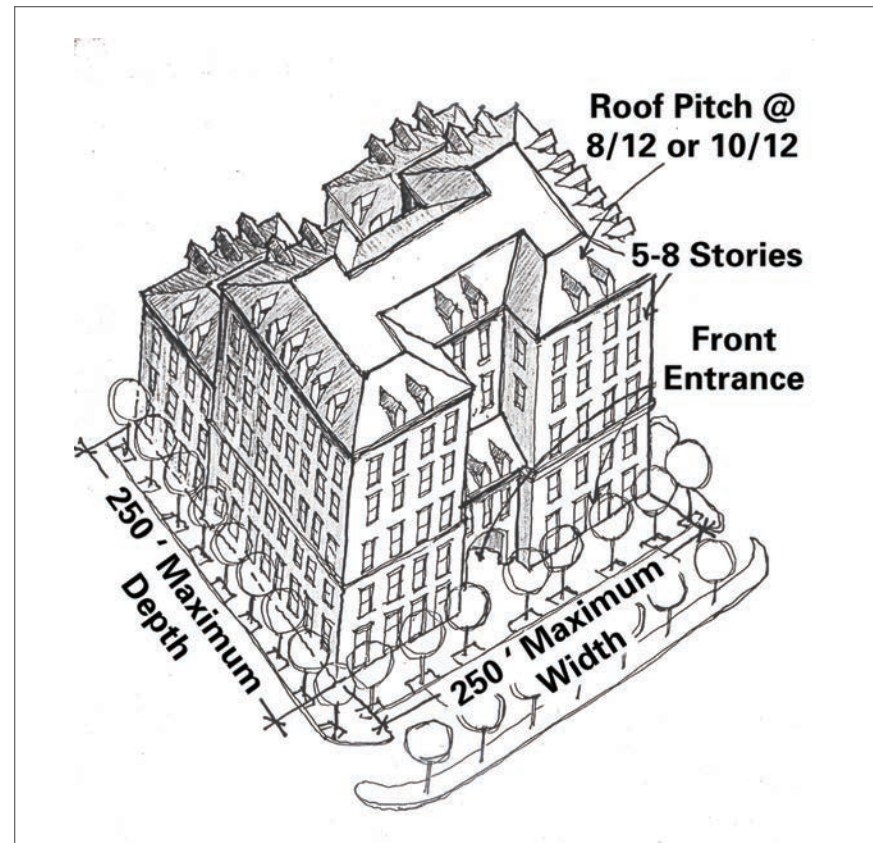 Roof Pitch @
8/12 or 10/12
5-8 Stories
Front
Entrance
250 ' Maximum
Depth
250 ' Maximum
Width